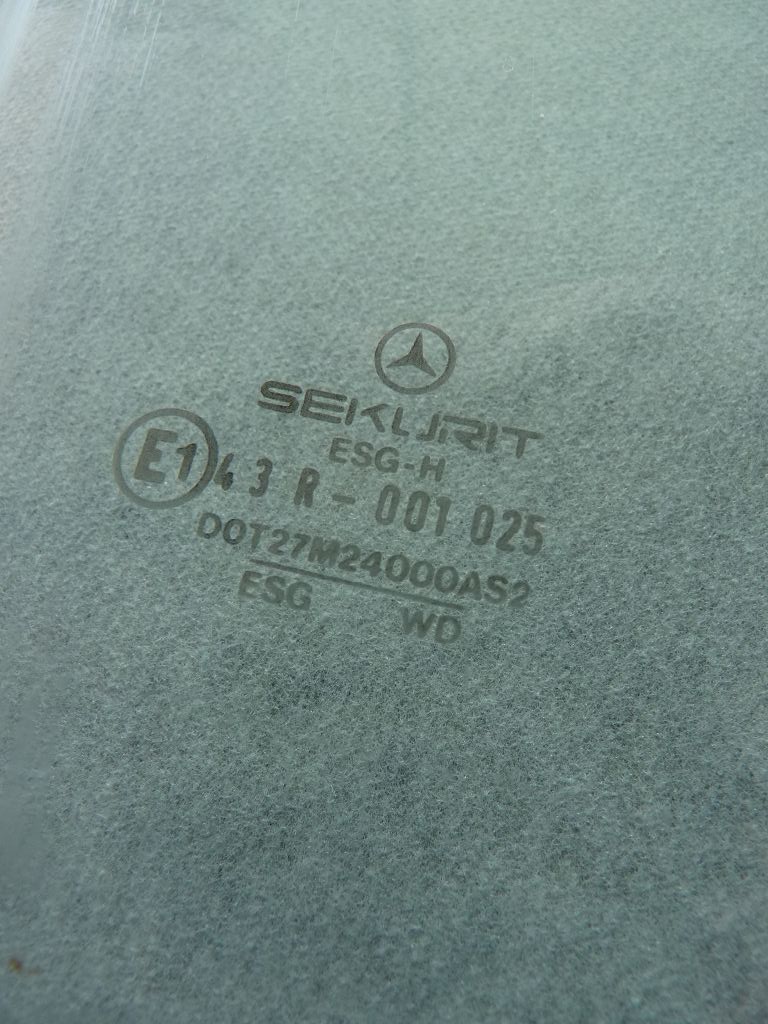 SEKURIT
ESG-H
E1 43 R - 001 025
DOT27M24000AS2
ESG WD